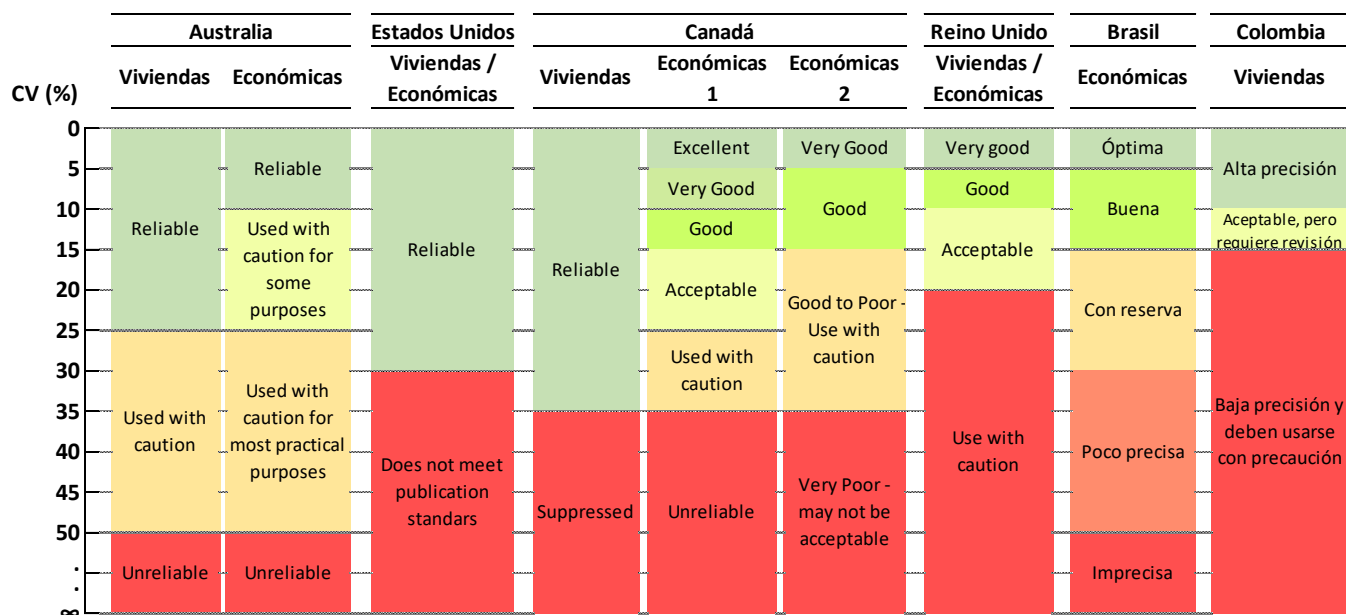 Australia Estados Unidos Canadá Reino Unido Brasil Colombia
CV (%)
Viviendas
Económicas
Viviendas /
Económicas
Viviendas
Económicas
1
Económicas
2
Viviendas /
Económicas
Económicas
Viviendas
0
5
10
15
20
25
30
35
40
45
50
.
.
∞
Reliable
Used with
caution
Unreliable
Reliable
Used with
caution for
some
purposes
Used with
caution for
most practical
purposes
Unreliable
Reliable
Does not meet
publication
standars
Reliable
Suppressed
Excellent
Very Good
Good
Acceptable
Used with
caution
Unreliable
Very Good
Good
Good to Poor -
Use with
caution
Very Poor -
may not be
acceptable
Very good
Good
Acceptable
Use with
caution
Óptima
Buena
Con reserva
Poco precisa
Imprecisa
Alta precisión
Aceptable, pero
requiere revisión
Baja precisión y
deben usarse
con precaución